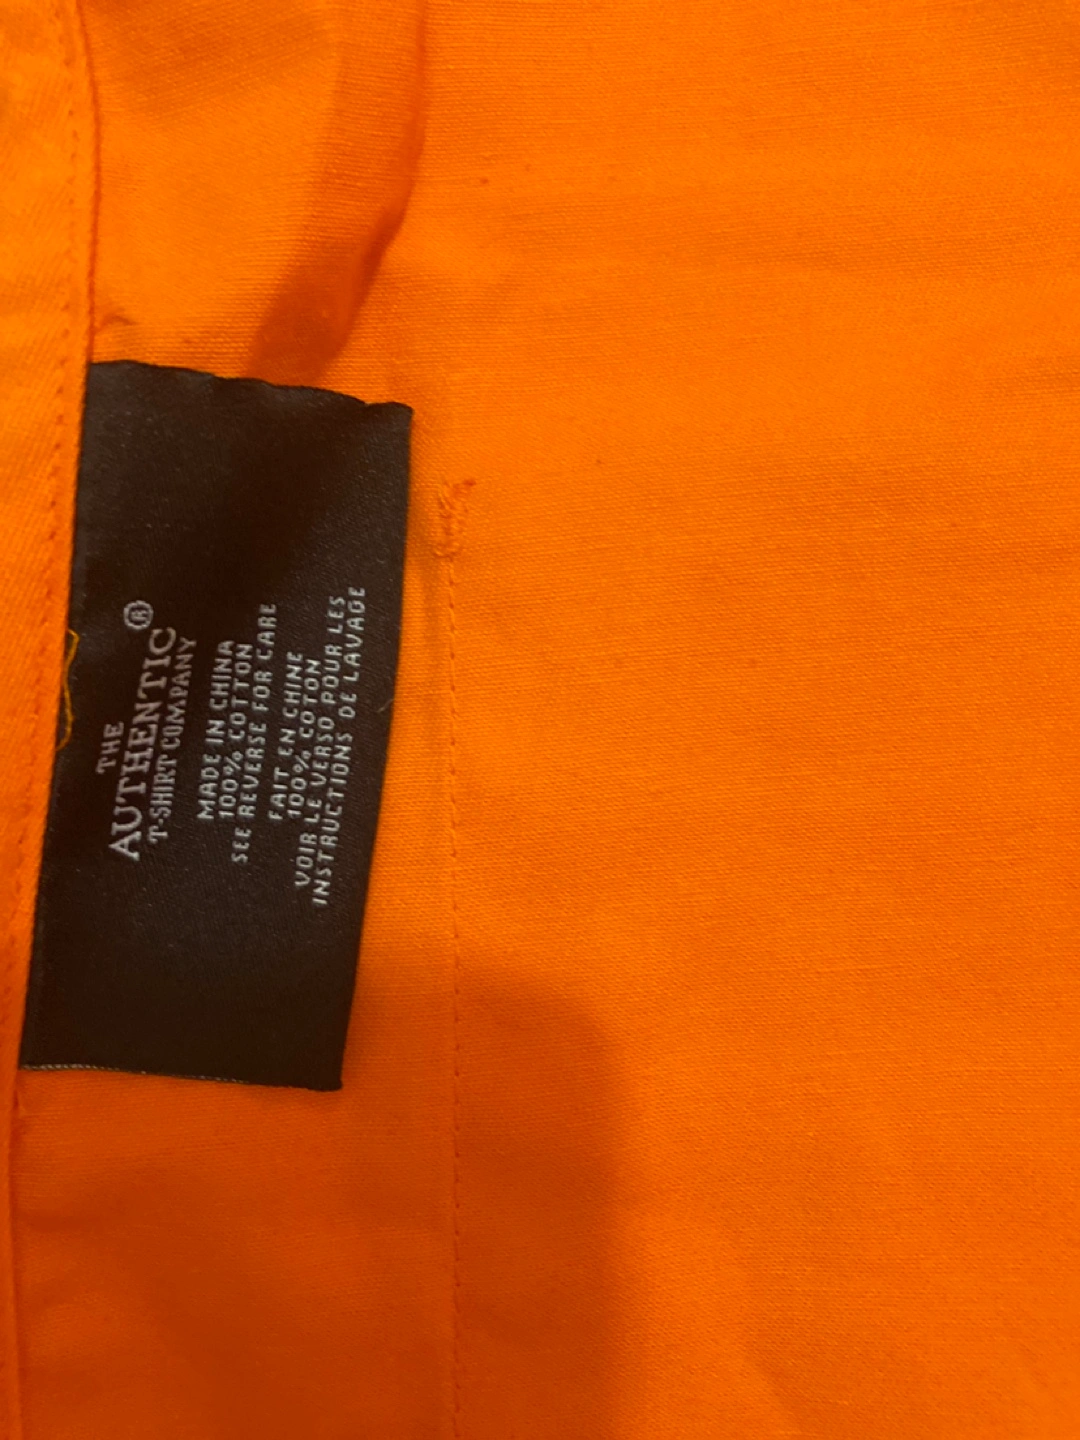 THE
AUTHENTIC®
T-SHIRT COMPANY
MADE IN CHINA
100% COTTON
SEE REVERSE FOR CARE
FAIT EN CHINE
100% COTON
VOIR LE VERSO POUR LES
INSTRUCTIONS DE LAVAGE